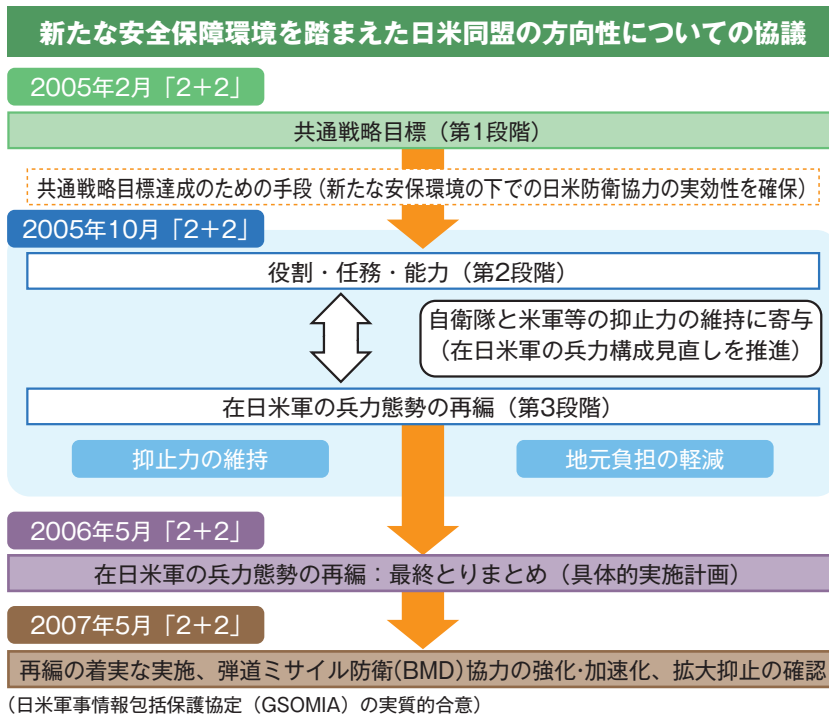 新たな安全保障環境を踏まえた日米同盟の方向性についての協議
2005年2月「2+2」
共通戦略目標（第1段階）
共通戦略目標達成のための手段（新たな安保環境の下での日米防衛協力の実効性を確保）
2005年10月「2+2」
役割・任務・能力（第2段階）
自衛隊と米軍等の抑止力の維持に寄与
（在日米軍の兵力構成見直しを推進）
在日米軍の兵力態勢の再編（第3段階）
抑止力の維持
地元負担の軽減
2006年5月「2+2」
在日米軍の兵力態勢の再編：最終とりまとめ（具体的実施計画）
2007年5月「2+2」
再編の着実な実施、弾道ミサイル防衛(BMD)協力の強化・加速化、拡大抑止の確認
（日米軍事情報包括保護協定（GSOMIA）の実質的合意）